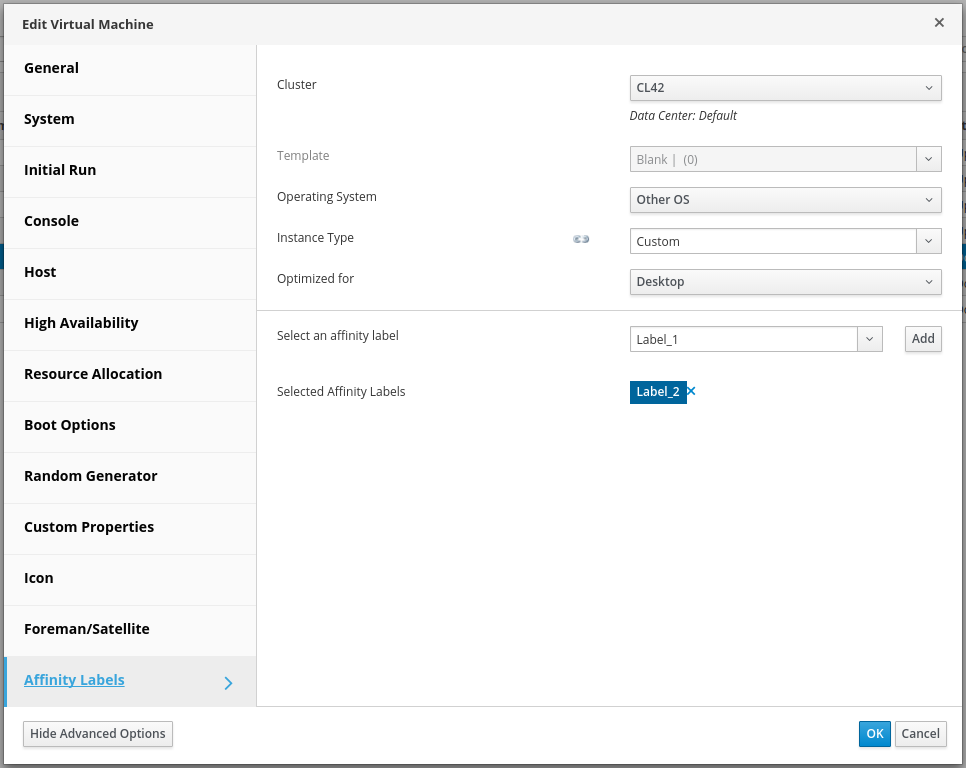 Edit Virtual Machine
General
System
Initial Run
Console
Host
High Availability
Resource Allocation
Boot Options
Random Generator
Custom Properties
Icon
Foreman/Satellite
Affinity Labels
Cluster
CL42
Data Center: Default
Template
Blank | (0)
Operating System
Other OS
Instance Type
Custom
Optimized for
Desktop
Select an affinity label
Label_1
Add
Selected Affinity Labels
Label_2
Hide Advanced Options
OK
Cancel